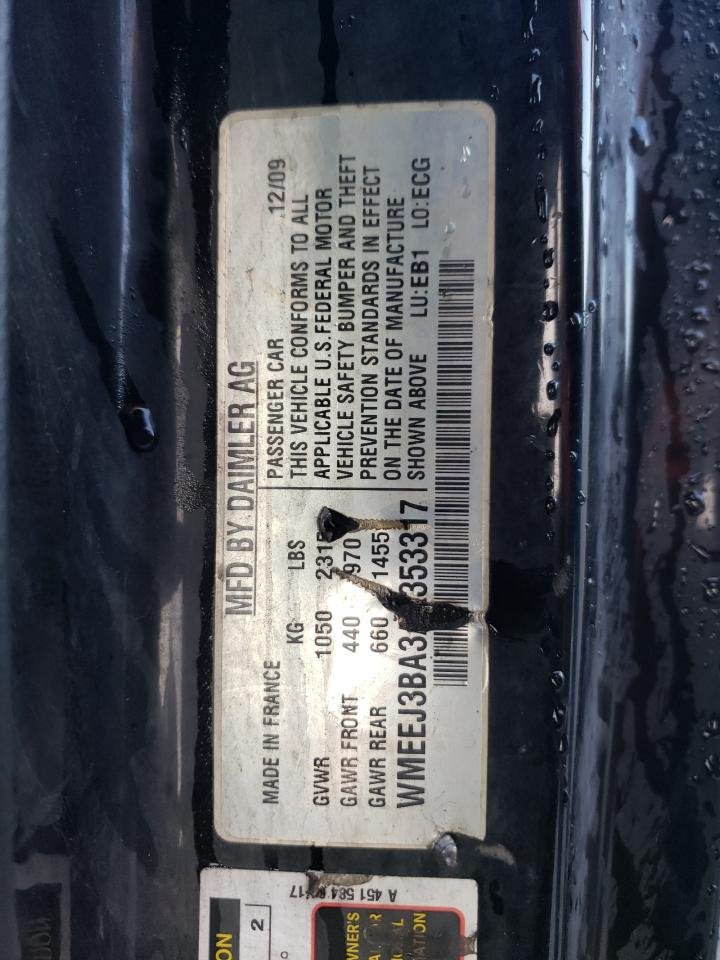 MFD BY DAIMLER AG
MADE IN FRANCE
KG LBS
GVWR 1050 2315
GAWR FRONT 440 970
GAWR REAR 660 1455
PASSENGER CAR 12/09
THIS VEHICLE CONFORMS TO ALL
APPLICABLE U.S. FEDERAL MOTOR
VEHICLE SAFETY BUMPER AND THEFT
PREVENTION STANDARDS IN EFFECT
ON THE DATE OF MANUFACTURE
SHOWN ABOVE LU:EB1 LO:ECG
A 451 584
2